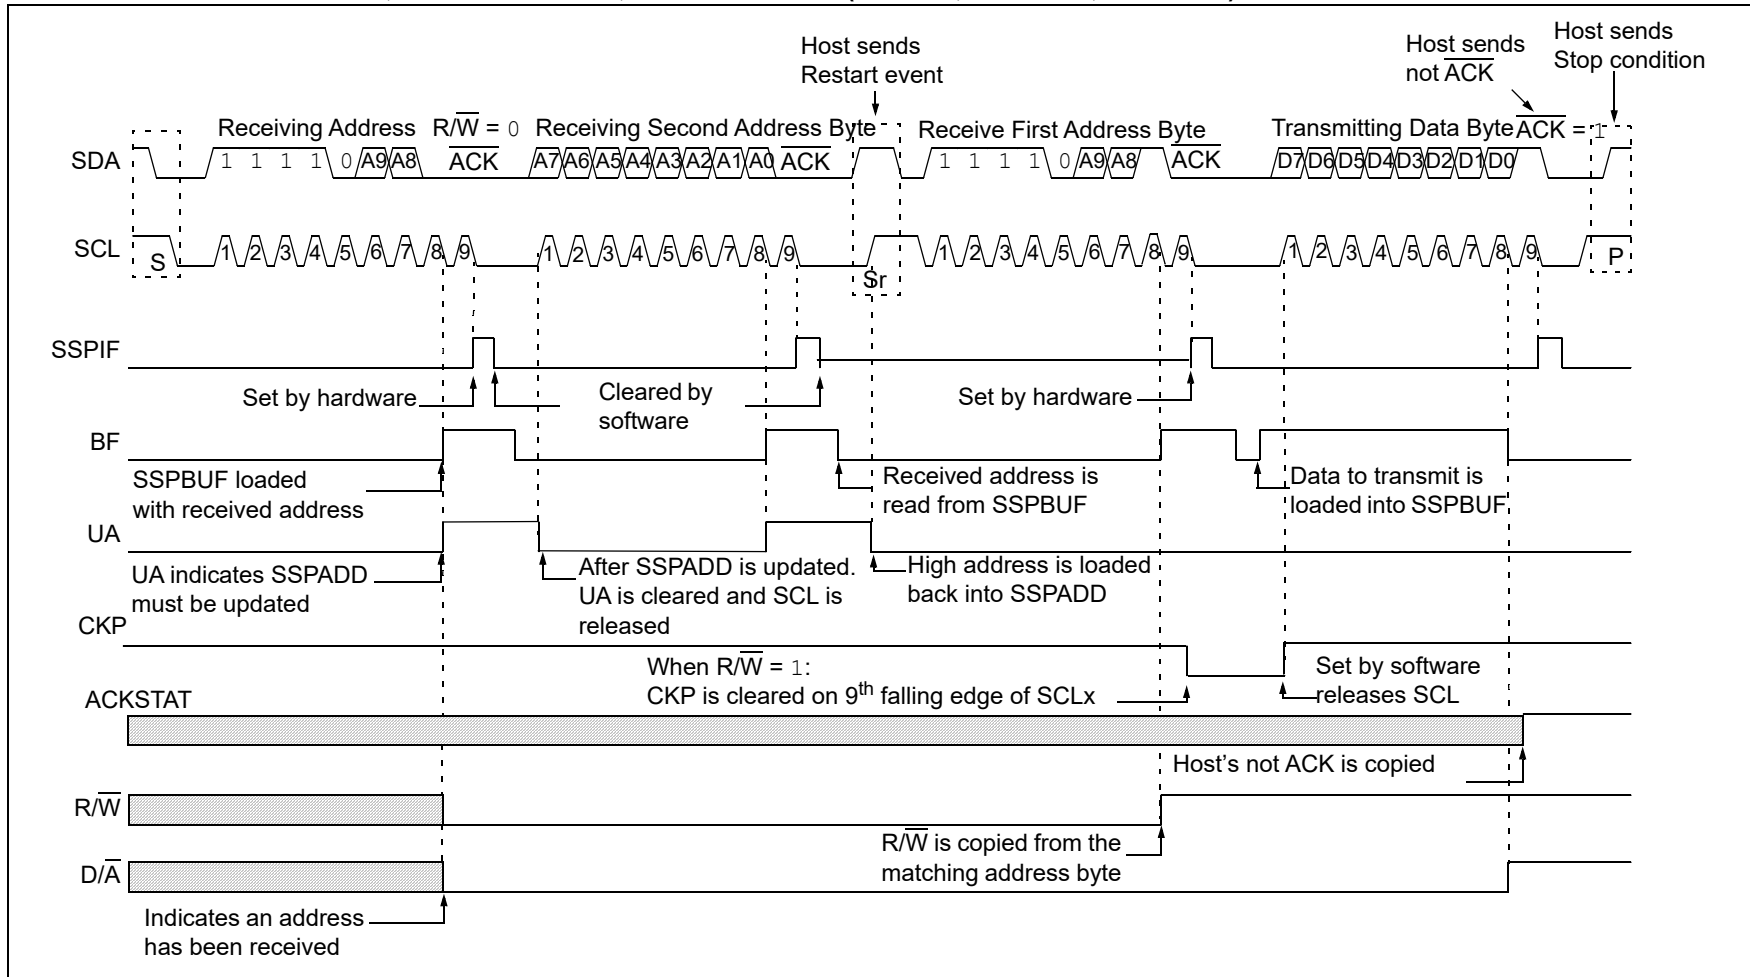 Host sends
Restart event
Host sends
not ACK
Host sends
Stop condition
Receiving Address R/W = 0 Receiving Second Address Byte Receive First Address Byte Transmitting Data Byte ACK = 1
SDA 1 1 1 1 0 A9 A8 ACK A7 A6 A5 A4 A3 A2 A1 A0 ACK 1 1 1 1 0 A9 A8 ACK D7 D6 D5 D4 D3 D2 D1 D0
SCL S 1 2 3 4 5 6 7 8 9 1 2 3 4 5 6 7 8 9 Sr 1 2 3 4 5 6 7 8 9 1 2 3 4 5 6 7 8 9 P
SSPIF
Set by hardware
Cleared by
software
Set by hardware
BF
SSPBUF loaded
with received address
Received address is
read from SSPBUF
Data to transmit is
loaded into SSPBUF
UA
UA indicates SSPADD
must be updated
After SSPADD is updated.
UA is cleared and SCL is
released
High address is loaded
back into SSPADD
CKP
When R/W = 1:
CKP is cleared on 9th falling edge of SCLx
Set by software
releases SCL
ACKSTAT
Host's not ACK is copied
R/W
R/W is copied from the
matching address byte
D/A
Indicates an address
has been received